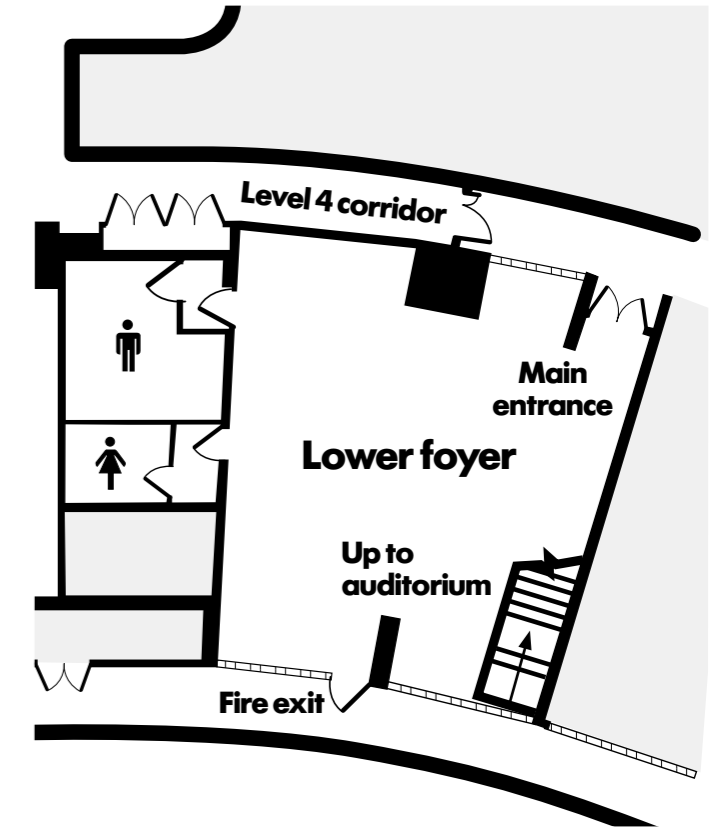 Level 4 corridor
Main
entrance
Lower foyer
Up to
auditorium
Fire exit